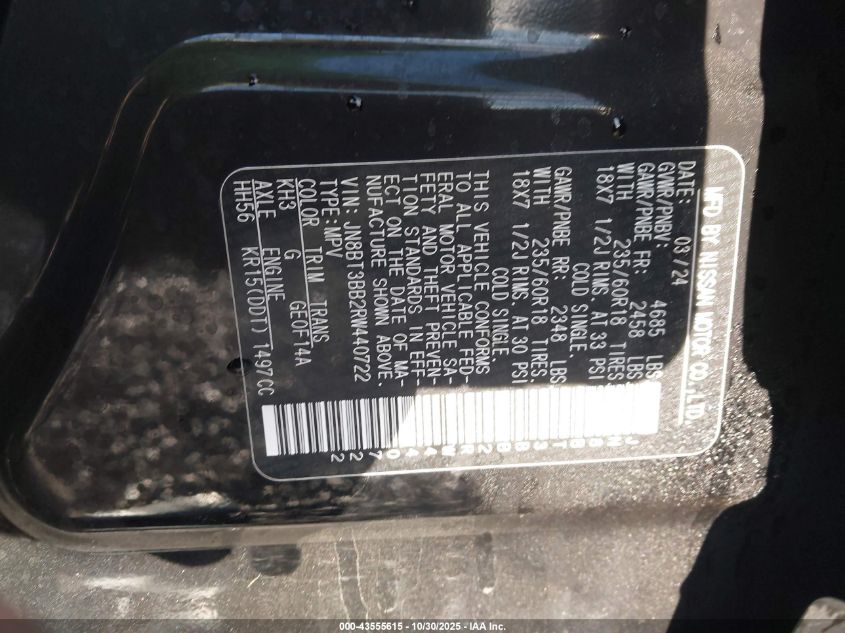 MFD BY NISSAN MOTOR CO.,LTD.
DATE: 03/24
GVWR/PNBV: 4685 LBS
GAWR/PNBE FR: 2458 LBS
WITH 235/60R18 TIRES
18X7 1/2J RIMS. AT 33 PSI
COLD SINGLE.
GAWR/PNBE RR: 2348 LBS
WITH 235/60R18 TIRES.
18X7 1/2J RIMS. AT 30 PSI
COLD SINGLE.
THIS VEHICLE CONFORMS
TO ALL APPLICABLE FED-
ERAL MOTOR VEHICLE SA-
FETY AND THEFT PREVEN-
TION STANDARDS IN EFF-
ECT ON THE DATE OF MA-
NUFACTURE SHOWN ABOVE.
VIN: JN8BT3BB2RW440722
TYPE:MPV
COLOR TRIM TRANS
KH3 G GE0F14A
AXLE ENGINE
HH56 KR15(DDT) 1497CC
JN8BT3BB2RW440722
000-43555615 - 10/30/2025 - IAA Inc.